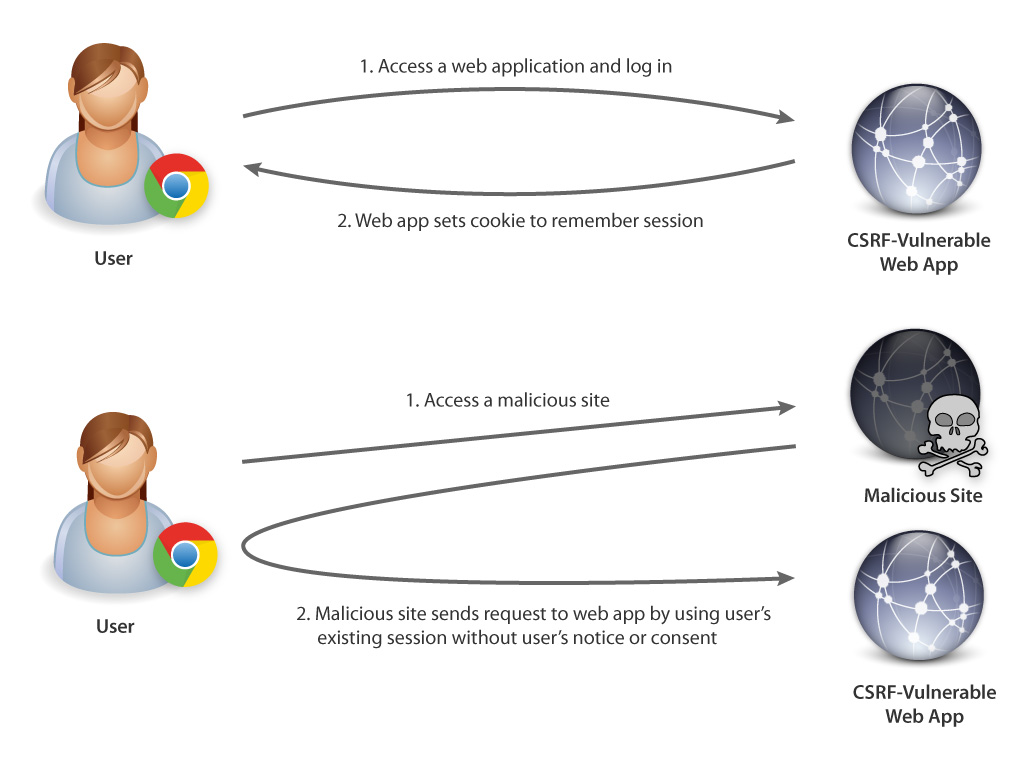 1. Access a web application and log in
2. Web app sets cookie to remember session
User
CSRF-Vulnerable
Web App
1. Access a malicious site
Malicious Site
2. Malicious site sends request to web app by using user’s
existing session without user’s notice or consent
User
CSRF-Vulnerable
Web App